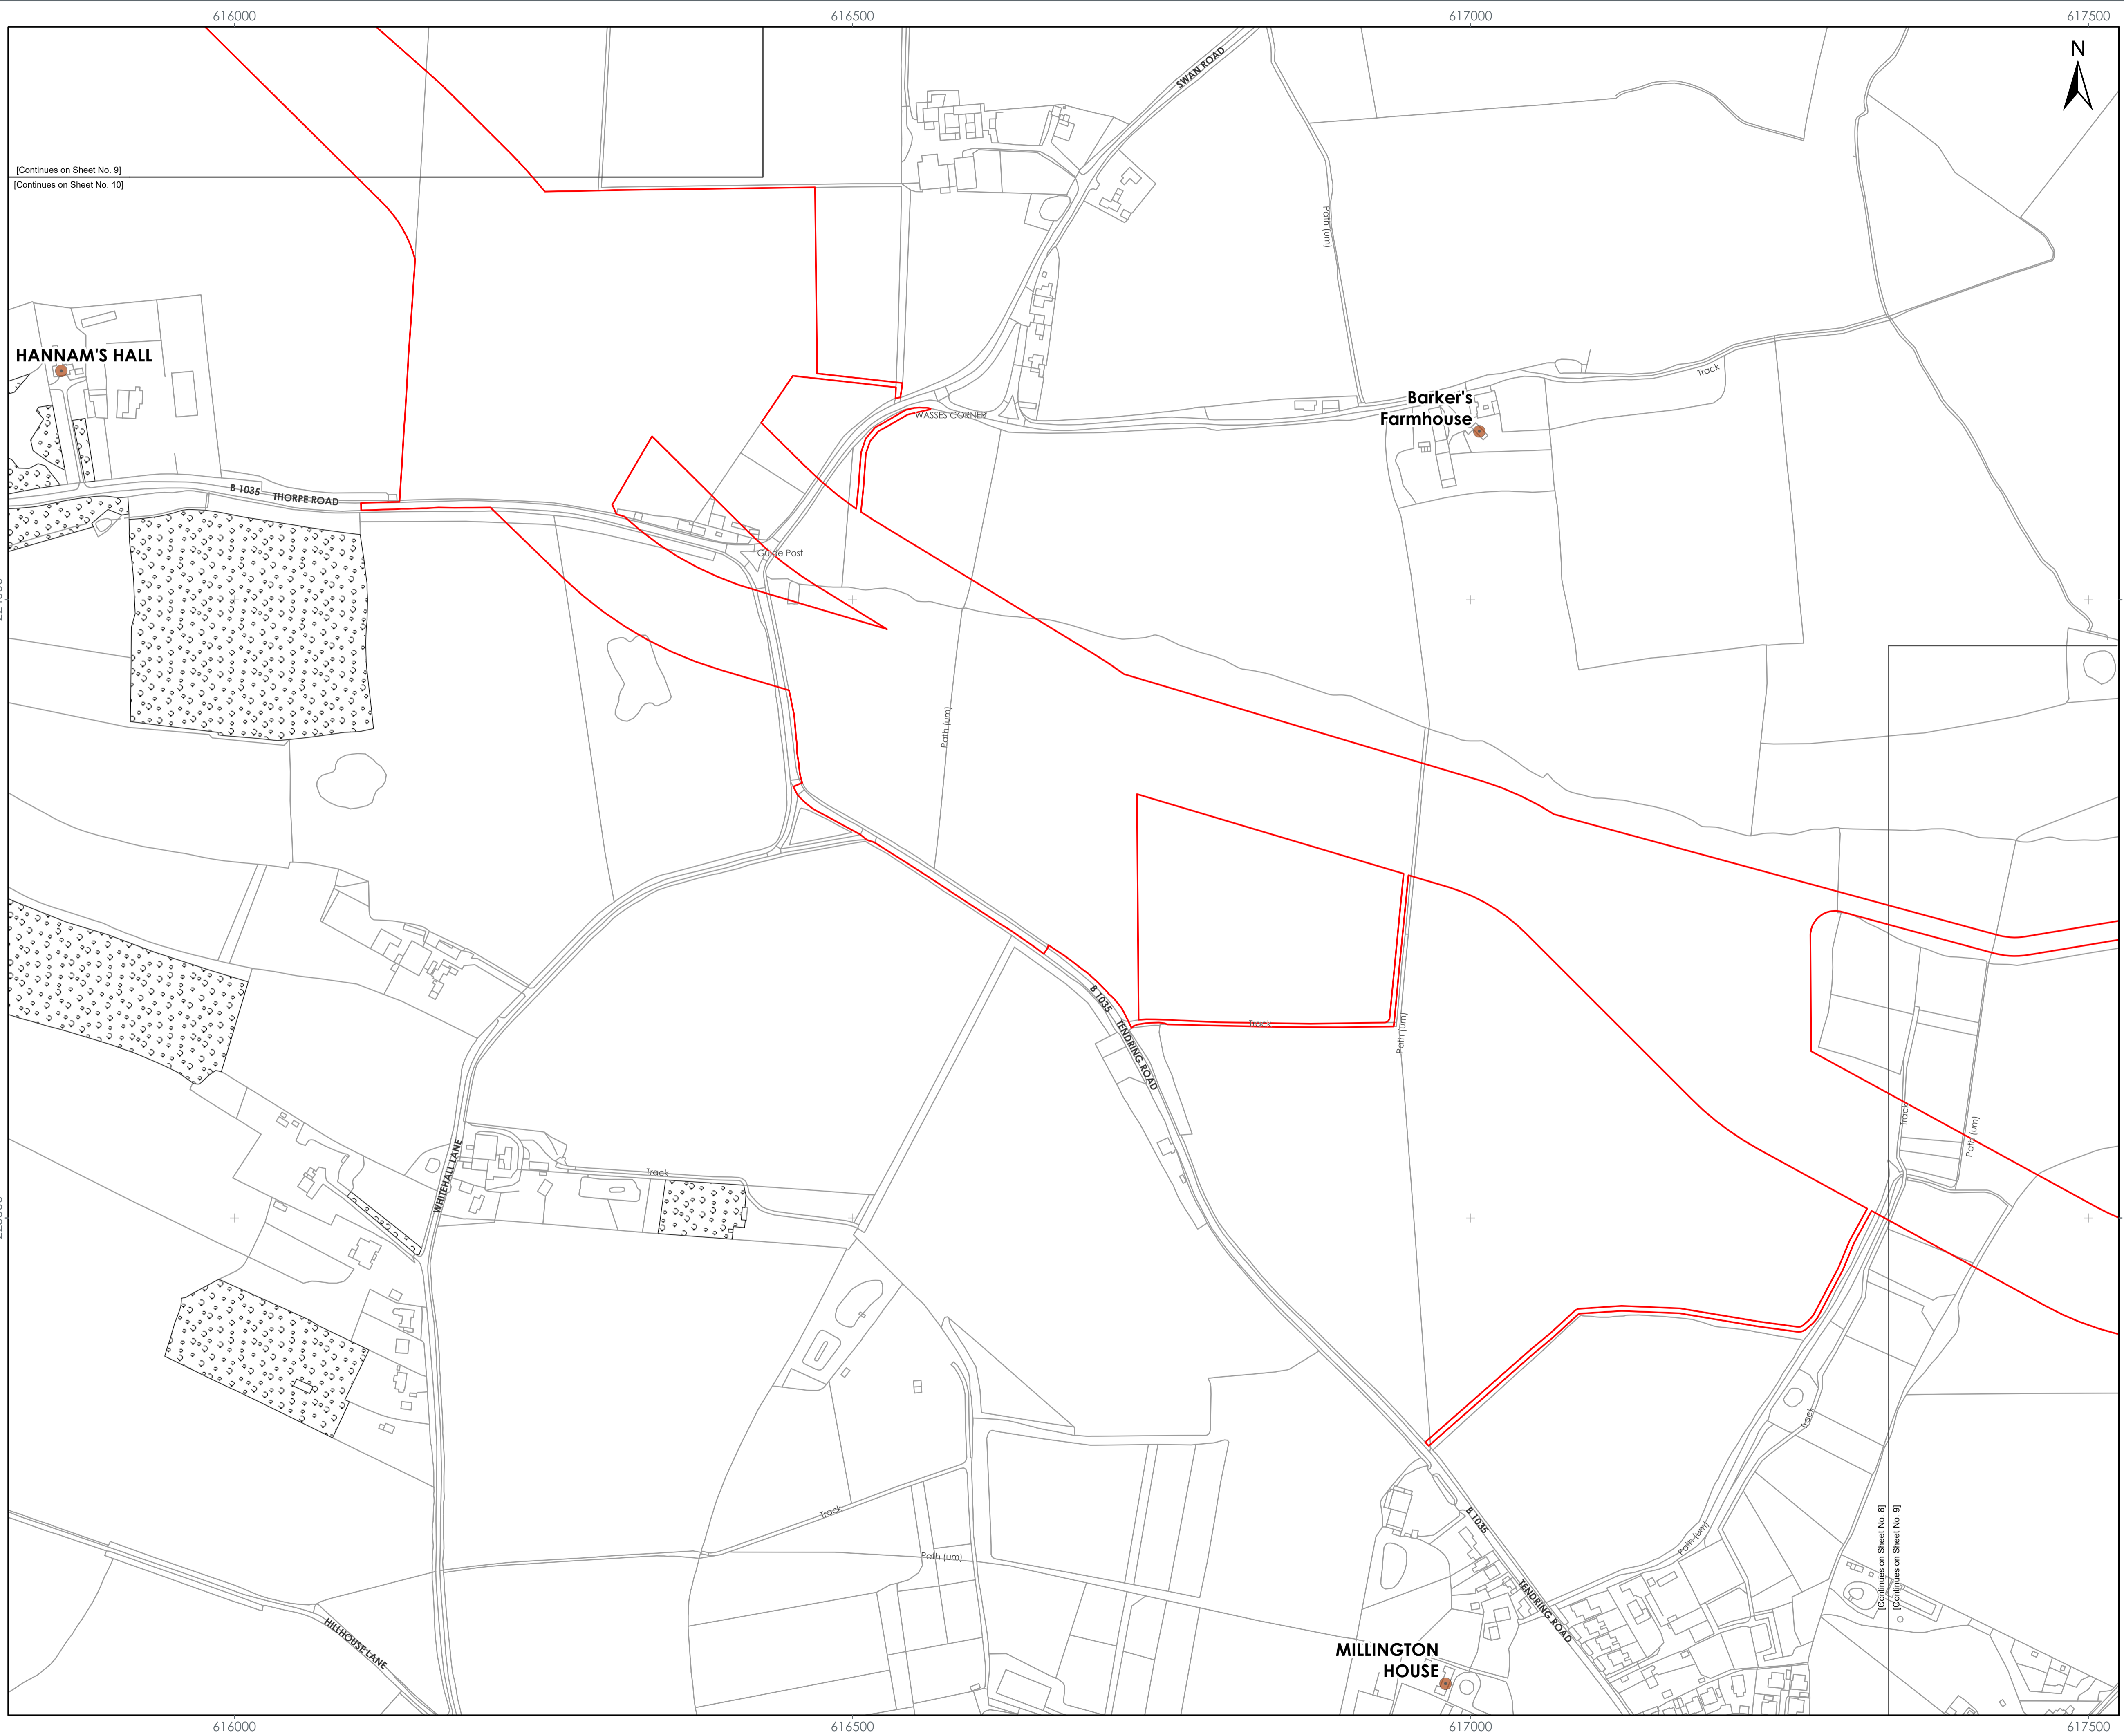 616000
616500
617000
617500
N
SWAN ROAD
[Continues on Sheet No. 9]
[Continues on Sheet No. 10]
Path (um)
HANNAM'S HALL
Track
Barker's
Farmhouse
WASSES CORNER
B 1035
THORPE ROAD
Guide Post
Path (um)
B 1035
TENDRING ROAD
Track
Path (um)
Track
Path (um)
WHITEHALL LANE
Track
Track
Track
Path (um)
Path (um)
B 1035
TENDRING ROAD
[Continues on Sheet No. 8]
[Continues on Sheet No. 9]
HILLHOUSE LANE
MILLINGTON
HOUSE
616000
616500
617000
617500